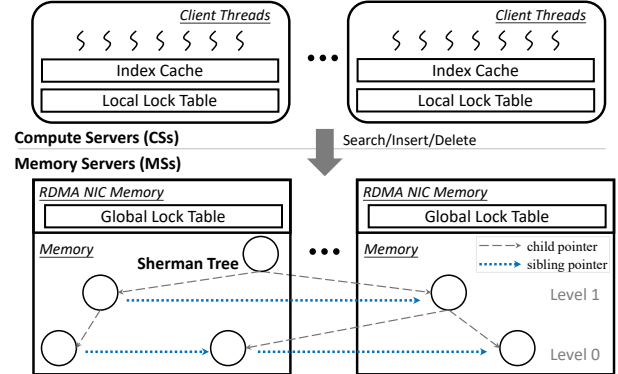 Client Threads
Index Cache
Local Lock Table
•••
Client Threads
Index Cache
Local Lock Table
Compute Servers (CSs)
Search/Insert/Delete
Memory Servers (MSs)
RDMA NIC Memory
Global Lock Table
Memory
Sherman Tree
•••
RDMA NIC Memory
Global Lock Table
Memory
child pointer
sibling pointer
Level 1
Level 0